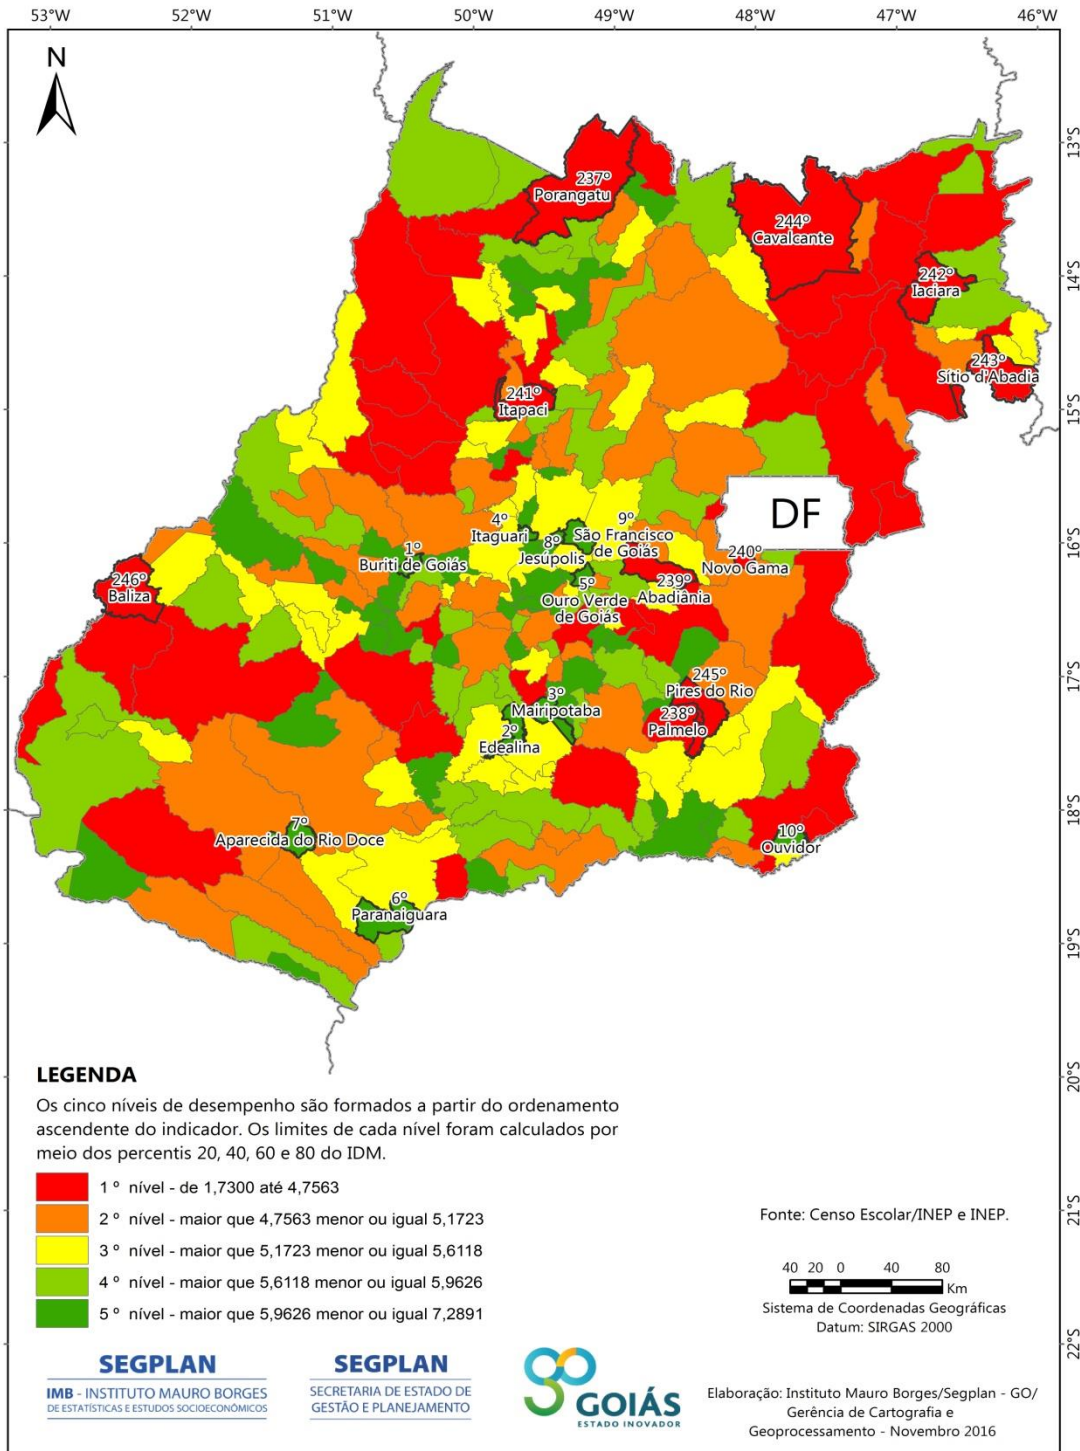 53°W 52°W 51°W 50°W 49°W 48°W 47°W 46°W
N
13°S
237°
Porangatu
244°
Cavalcante
14°S
242°
Iaciara
243°
Sítio d'Abadia
241°
Itapaci
15°S
DF
4º
Itaguari
9º
São Francisco
de Goiás
8º
Jesúpolis
1º
Buriti de Goiás
16°S
240º
Novo Gama
246º
Baliza
5º
Ouro Verde
de Goiás
239º
Abadiânia
17°S
245º
Pires do Rio
3º
Mairipotaba
238º
Palmelo
2º
Edealina
18°S
7º
Aparecida do Rio Doce
10º
Ouvidor
6º
Paranaiguara
19°S
20°S
21°S
22°S
LEGENDA
Os cinco níveis de desempenho são formados a partir do ordenamento
ascendente do indicador. Os limites de cada nível foram calculados por
meio dos percentis 20, 40, 60 e 80 do IDM.
1 º nível - de 1,7300 até 4,7563
2 º nível - maior que 4,7563 menor ou igual 5,1723
3 º nível - maior que 5,1723 menor ou igual 5,6118
4 º nível - maior que 5,6118 menor ou igual 5,9626
5 º nível - maior que 5,9626 menor ou igual 7,2891
Fonte: Censo Escolar/INEP e INEP.
40 20 0 40 80
Km
Sistema de Coordenadas Geográficas
Datum: SIRGAS 2000
SEGPLAN
IMB - INSTITUTO MAURO BORGES
DE ESTATÍSTICAS E ESTUDOS SOCIOECONÔMICOS
SEGPLAN
SECRETARIA DE ESTADO DE
GESTÃO E PLANEJAMENTO
GOIÁS
ESTADO INOVADOR
Elaboração: Instituto Mauro Borges/Segplan - GO/
Gerência de Cartografia e
Geoprocessamento - Novembro 2016